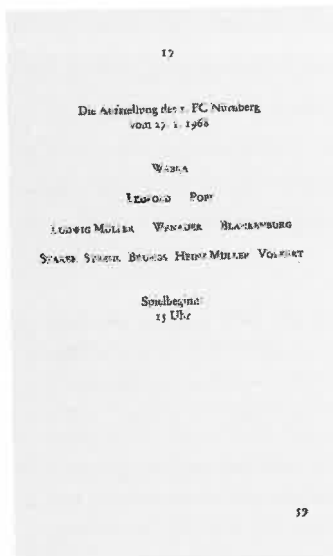 17
Die Aufstellung des 1. FC Nürnberg
vom 27. 1. 1968
WABRA
LEUPOLD POPP
LUDWIG MÜLLER WENAUER BLANKENBURG
STAREK STREHL BRUNGS HEINZ MÜLLER VOLKERT
Spielbeginn:
15 Uhr
59